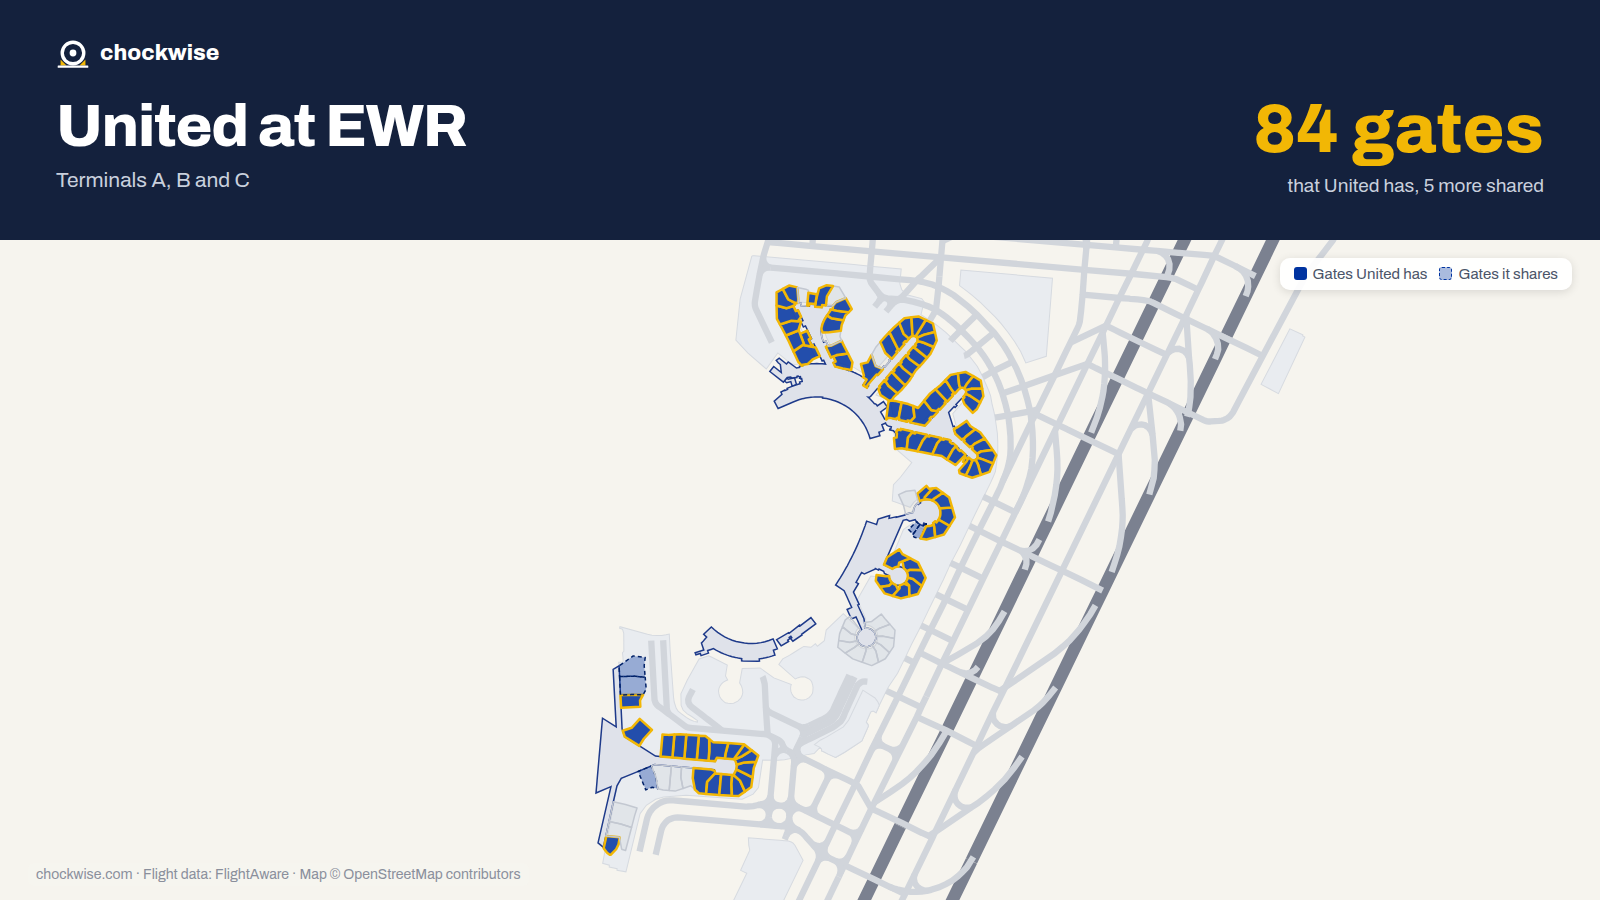 chockwise
United at EWR
Terminals A, B and C
84 gates
that United has, 5 more shared
Gates United has
Gates it shares
chockwise.com · Flight data: FlightAware · Map © OpenStreetMap contributors